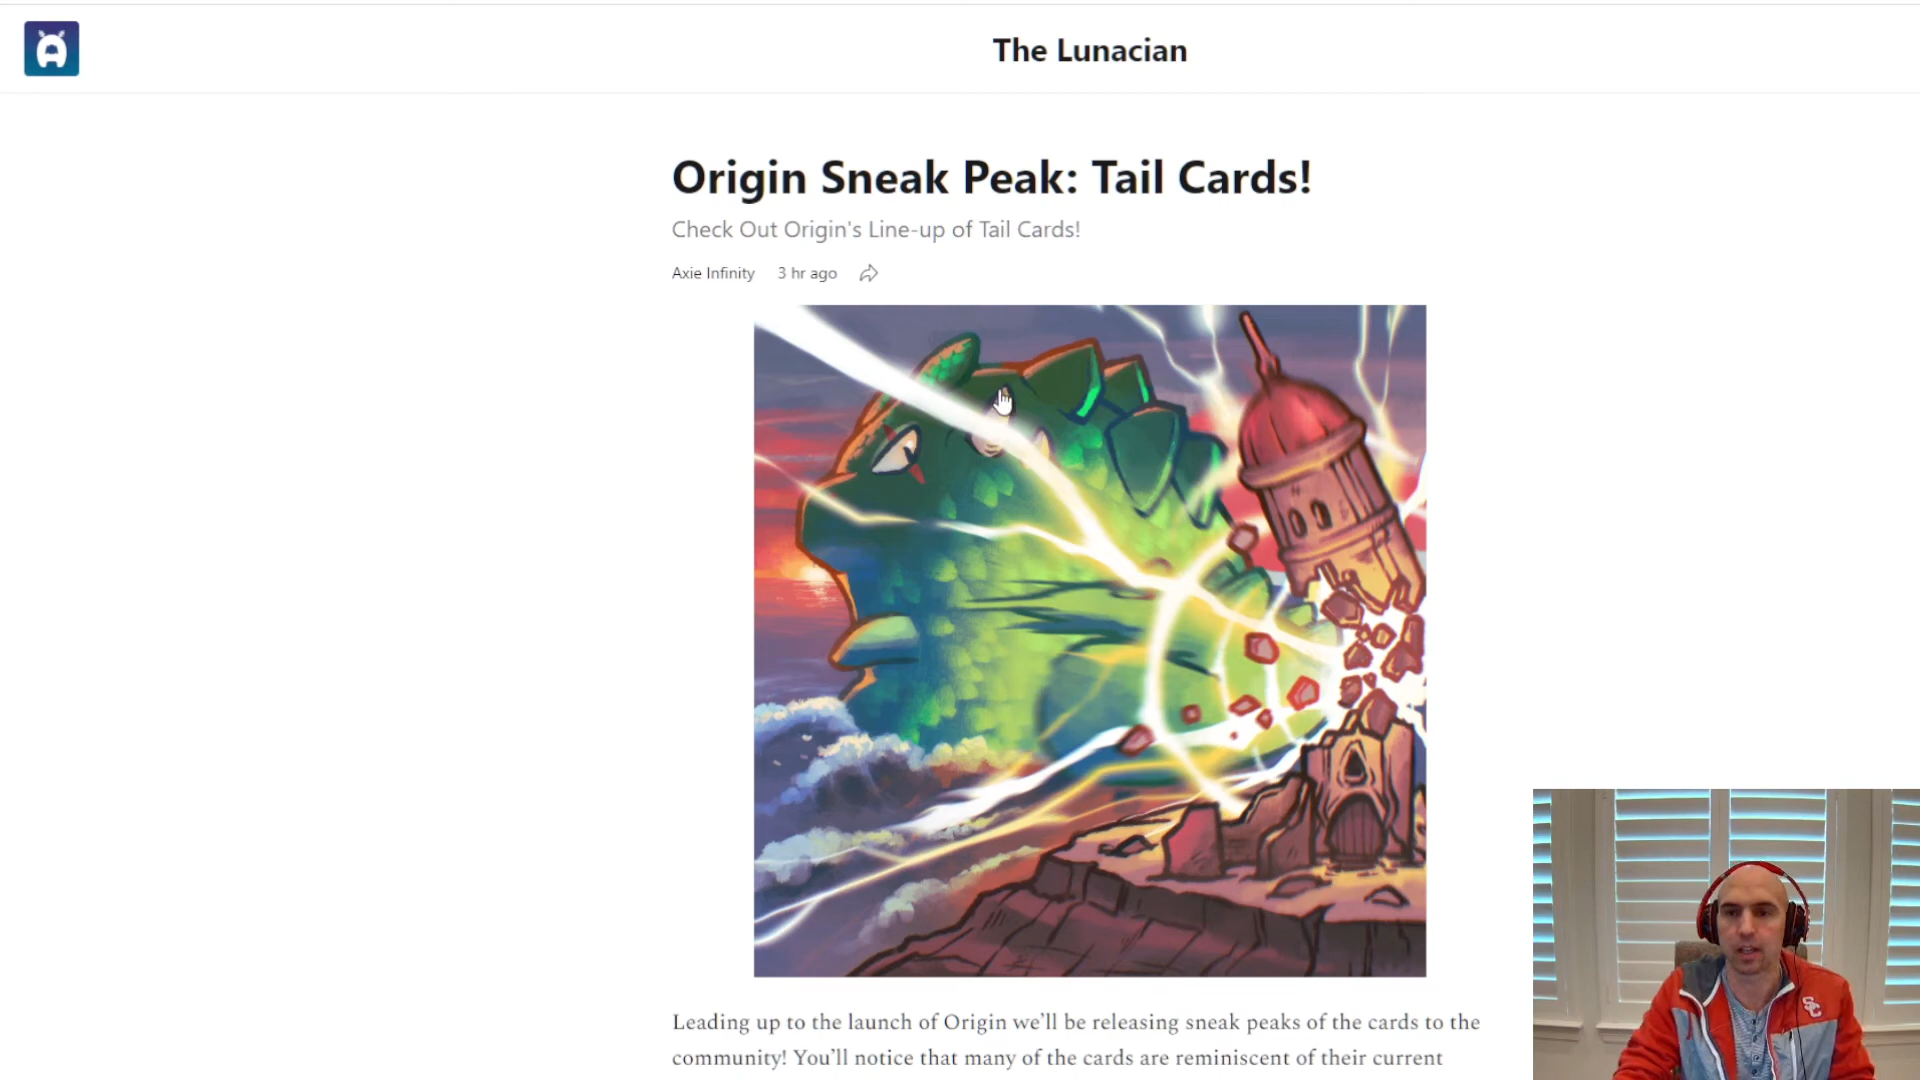 The Lunacian
Origin Sneak Peak: Tail Cards!
Check Out Origin's Line-up of Tail Cards!
Axie Infinity 3 hr ago
Leading up to the launch of Origin we’ll be releasing sneak peaks of the cards to the
community! You’ll notice that many of the cards are reminiscent of their current
SC